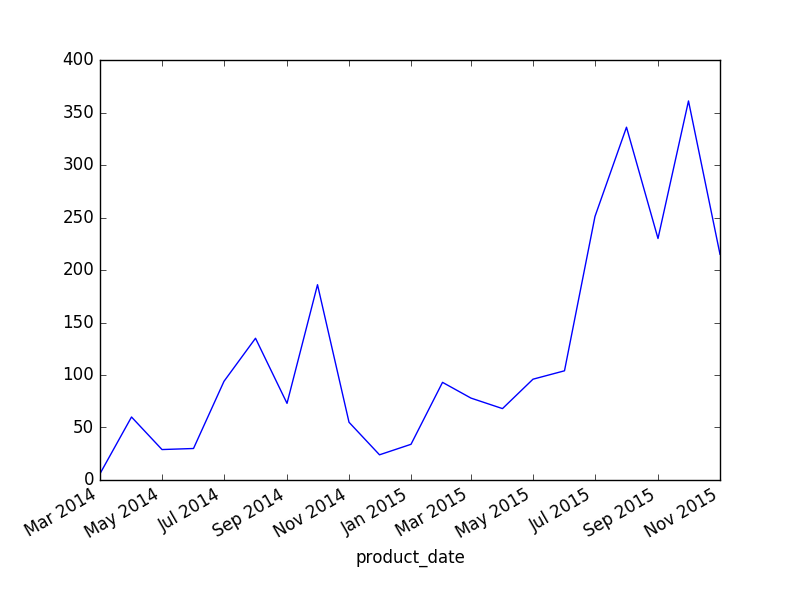 400
350
300
250
200
150
100
50
0
Mar 2014
May 2014
Jul 2014
Sep 2014
Nov 2014
Jan 2015
Mar 2015
May 2015
Jul 2015
Sep 2015
Nov 2015
product_date